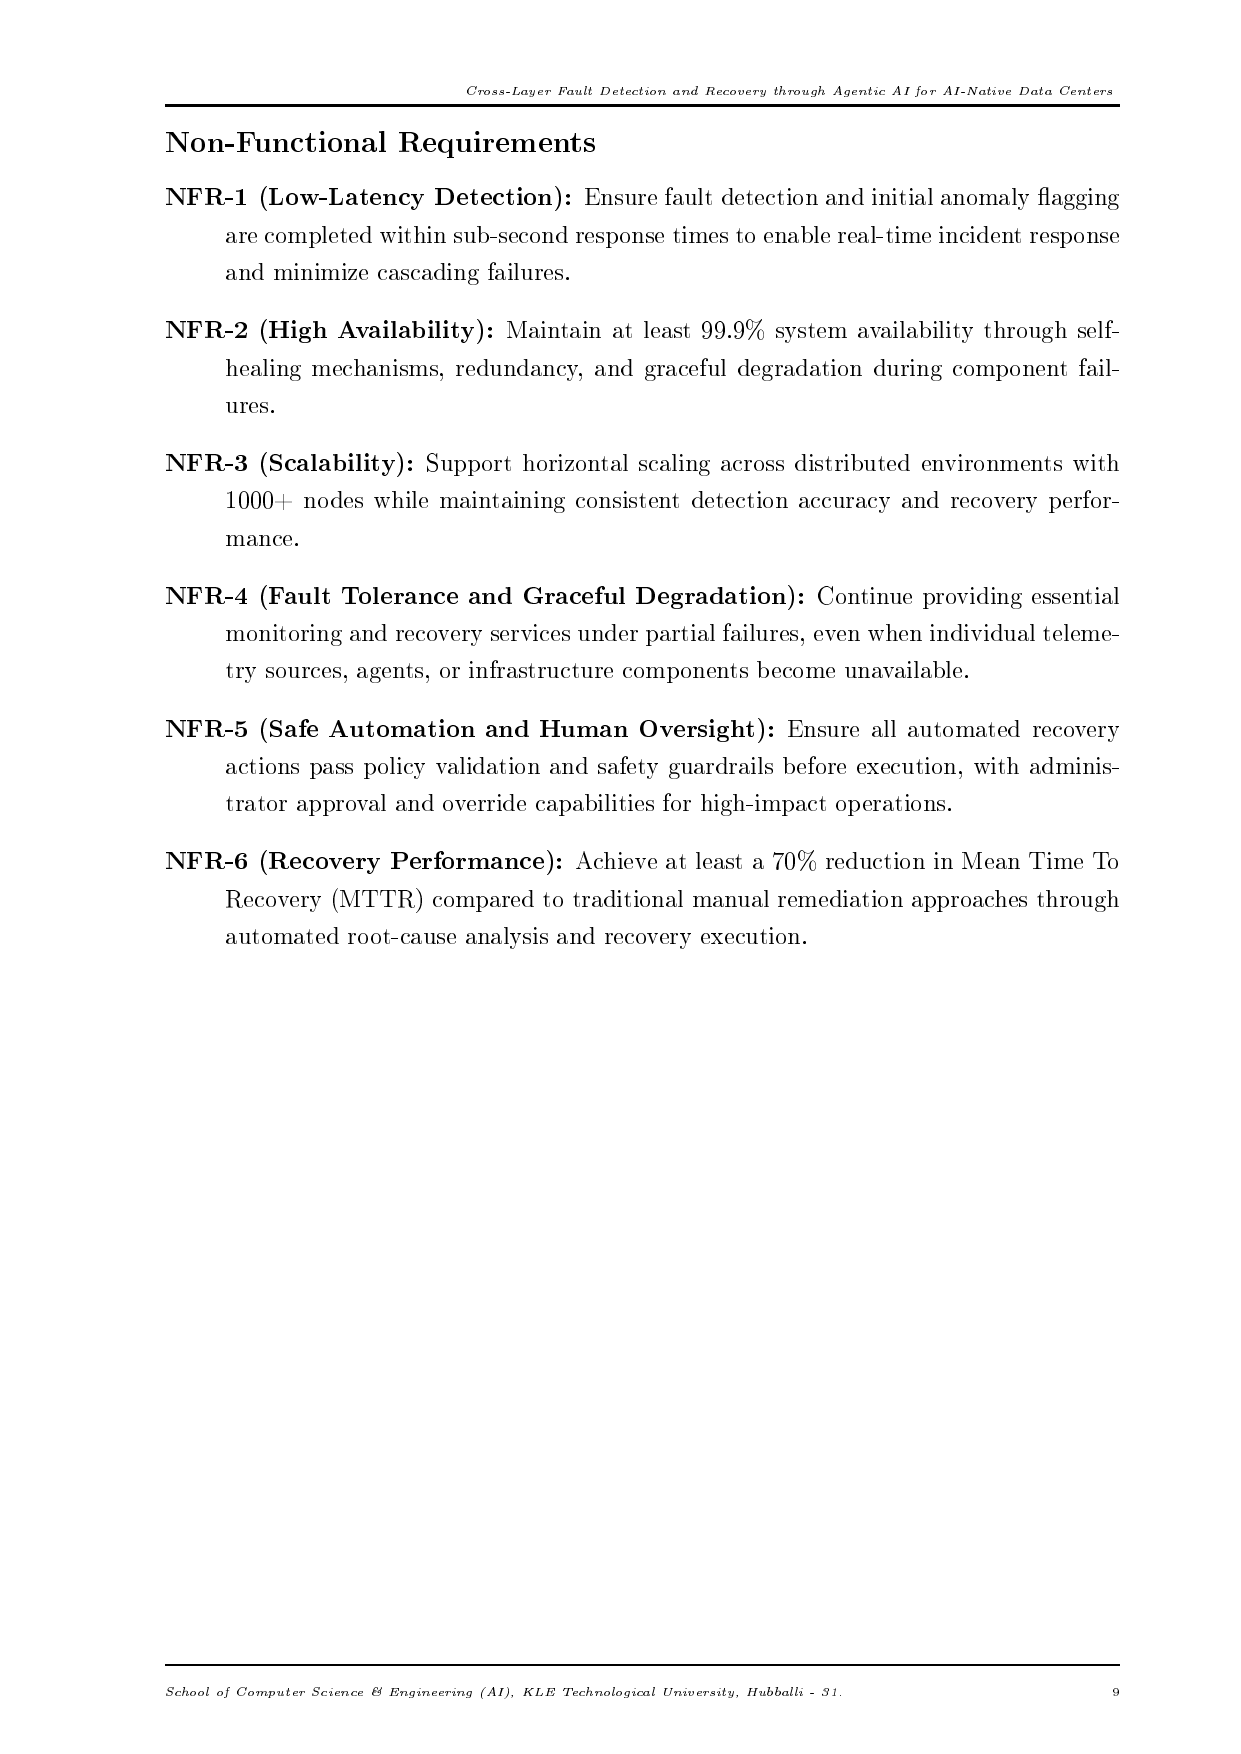 Cross-Layer Fault Detection and Recovery through Agentic AI for AI-Native Data Centers
Non-Functional Requirements
NFR-1 (Low-Latency Detection): Ensure fault detection and initial anomaly flagging
are completed within sub-second response times to enable real-time incident response
and minimize cascading failures.
NFR-2 (High Availability): Maintain at least 99.9% system availability through self-
healing mechanisms, redundancy, and graceful degradation during component fail-
ures.
NFR-3 (Scalability): Support horizontal scaling across distributed environments with
1000+ nodes while maintaining consistent detection accuracy and recovery perfor-
mance.
NFR-4 (Fault Tolerance and Graceful Degradation): Continue providing essential
monitoring and recovery services under partial failures, even when individual teleme-
try sources, agents, or infrastructure components become unavailable.
NFR-5 (Safe Automation and Human Oversight): Ensure all automated recovery
actions pass policy validation and safety guardrails before execution, with adminis-
trator approval and override capabilities for high-impact operations.
NFR-6 (Recovery Performance): Achieve at least a 70% reduction in Mean Time To
Recovery (MTTR) compared to traditional manual remediation approaches through
automated root-cause analysis and recovery execution.
School of Computer Science & Engineering (AI), KLE Technological University, Hubballi - 31. 9